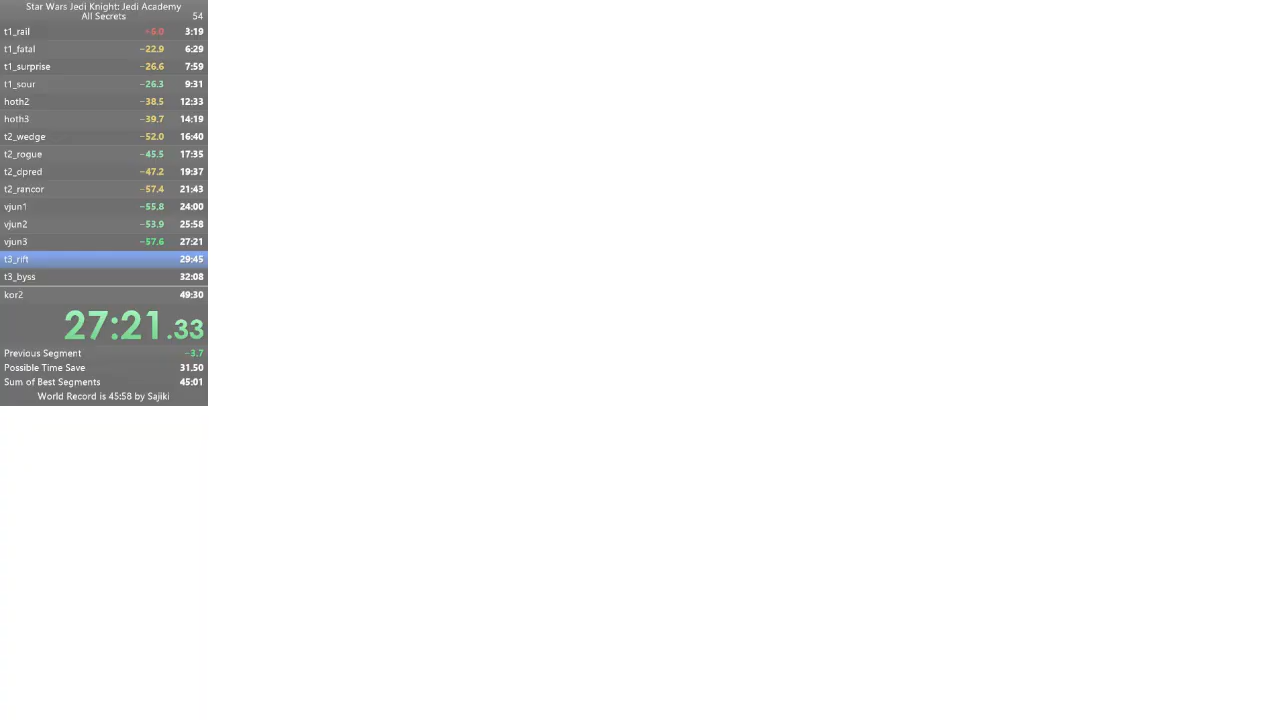 Star Wars Jedi Knight: Jedi Academy
All Secrets 54
t1_rail +5.0 3:19
t1_fatal −22.9 6:29
t1_surprise −26.6 7:59
t1_sour −26.3 9:31
hoth2 −38.5 12:33
hoth3 −39.7 14:19
t2_wedge −52.0 16:40
t2_rogue −45.5 17:35
t2_dpred −47.2 19:37
t2_rancor −57.4 21:43
vjun1 −55.8 24:00
vjun2 −53.9 25:58
vjun3 −57.6 27:21
t3_rift 29:45
t3_byss 32:08
kor2 49:30
27:21.33
Previous Segment −3.7
Possible Time Save 31.50
Sum of Best Segments 45:01
World Record is 45:58 by Sajiki